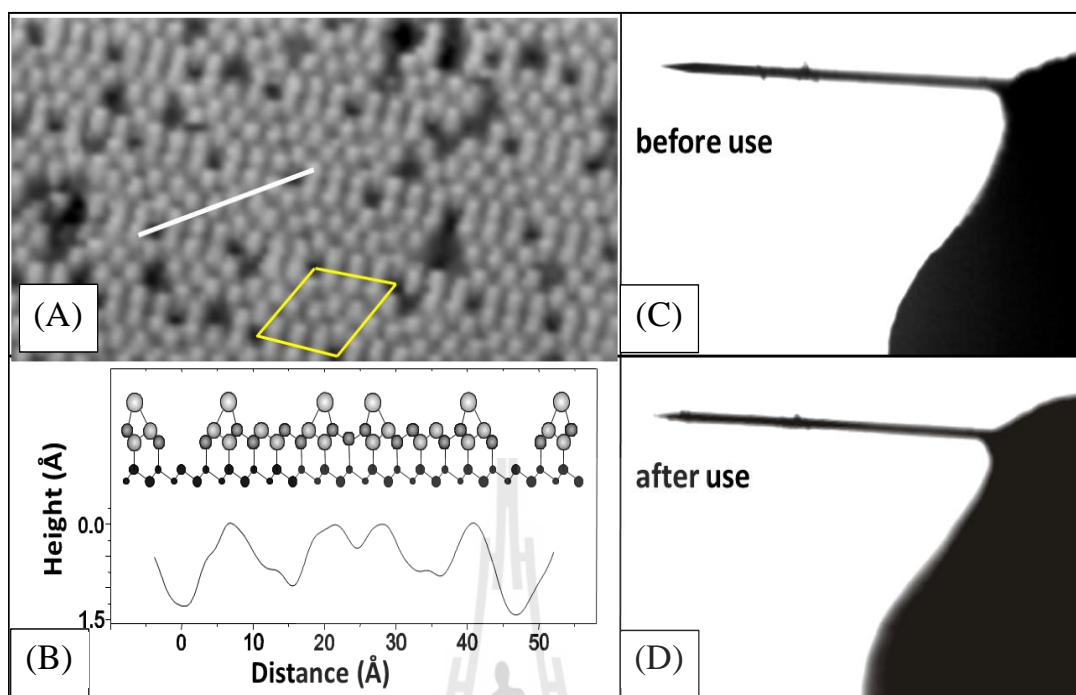 (A)
Height (Å)
0.0
1.5
0 10 20 30 40 50
Distance (Å)
(B)
before use
(C)
after use
(D)